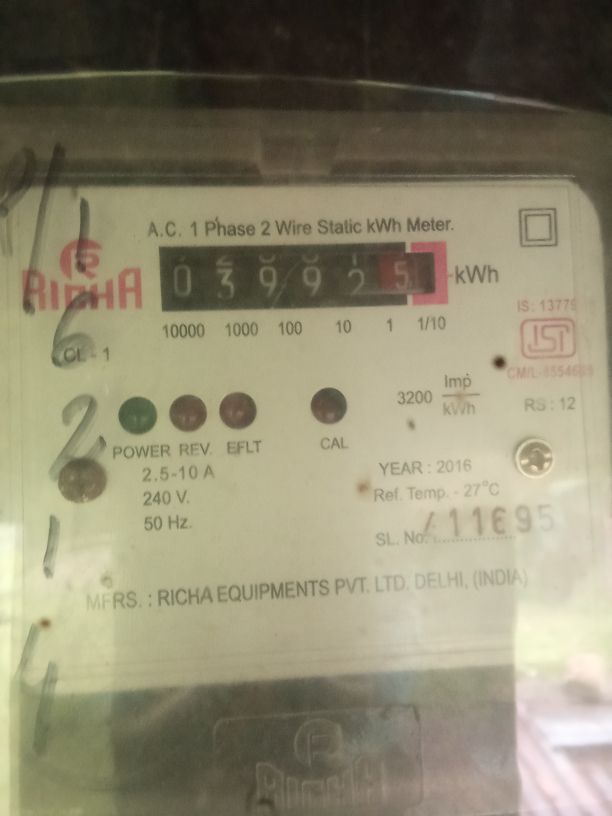 A.C. 1 Phase 2 Wire Static kWh Meter.
RICHA
0 3 9 9 2 5 kWh
10000 1000 100 10 1 1/10
IS: 13779
ISI
CL - 1
3200 Imp/kWh
RS : 12
POWER REV. EFLT CAL
2.5-10 A
240 V.
50 Hz.
YEAR : 2016
Ref. Temp. - 27°C
SL. No.
MFRS. : RICHA EQUIPMENTS PVT. LTD. DELHI, (INDIA)
RICHA